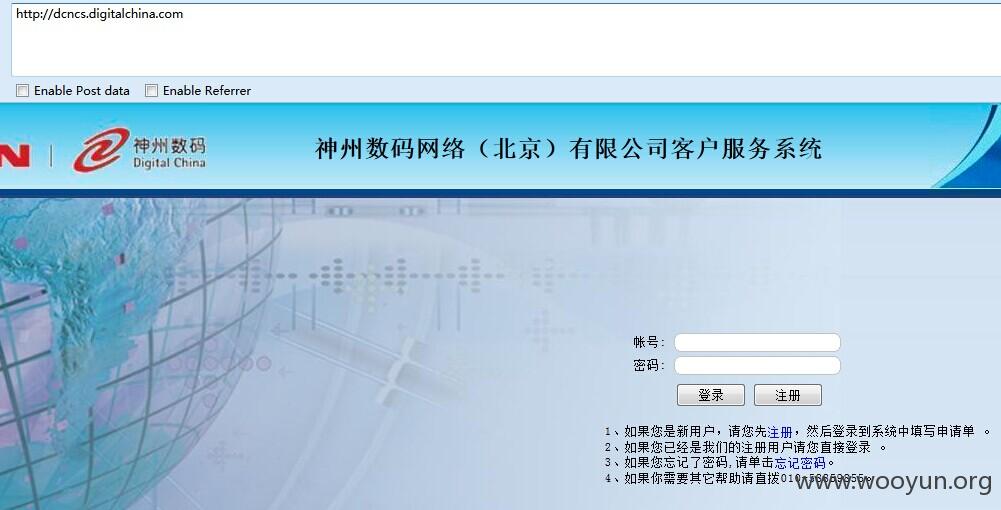 http://dcncs.digitalchina.com
Enable Post data Enable Referrer
N | 神州数码
Digital China
神州数码网络（北京）有限公司客户服务系统
帐号：
密码：
登录 注册
1、如果您是新用户，请您先注册，然后登录到系统中填写申请单 。
2、如果您已经是我们的注册用户请您直接登录 。
3、如果您忘记了密码,请单击忘记密码。
4、如果你需要其它帮助请直拨
www.wooyun.org